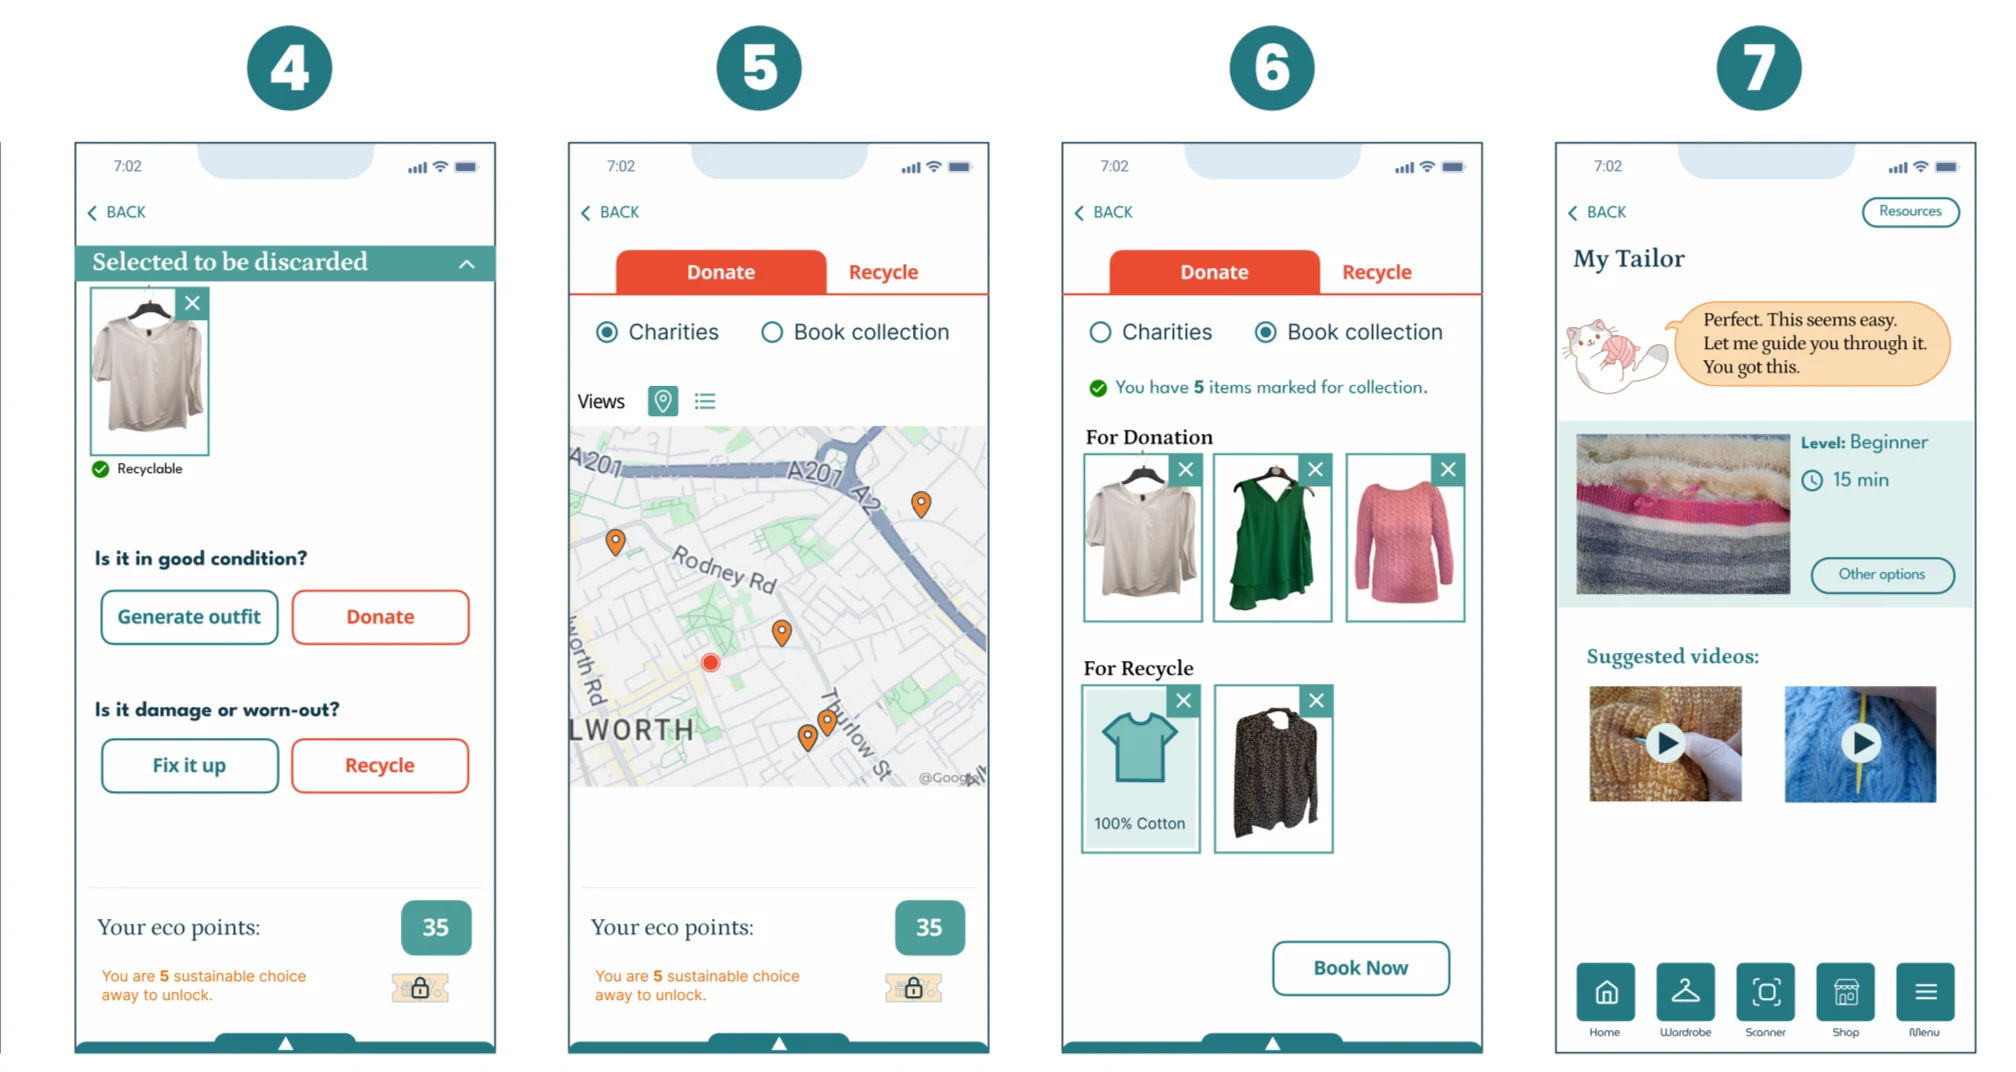 4
7:02
BACK
Selected to be discarded
Recyclable
Is it in good condition?
Generate outfit
Donate
Is it damage or worn-out?
Fix it up
Recycle
Your eco points:
35
You are 5 sustainable choice
away to unlock.
5
7:02
BACK
Donate
Recycle
Charities
Book collection
Views
A201
A201
A2
Rodney Rd
worth Rd
LWORTH
Thurlow St
@Google
Your eco points:
35
You are 5 sustainable choice
away to unlock.
6
7:02
BACK
Donate
Recycle
Charities
Book collection
You have 5 items marked for collection.
For Donation
For Recycle
100% Cotton
Book Now
7
7:02
BACK
Resources
My Tailor
Perfect. This seems easy.
Let me guide you through it.
You got this.
Level: Beginner
15 min
Other options
Suggested videos:
Home
Wardrobe
Scanner
Shop
Menu